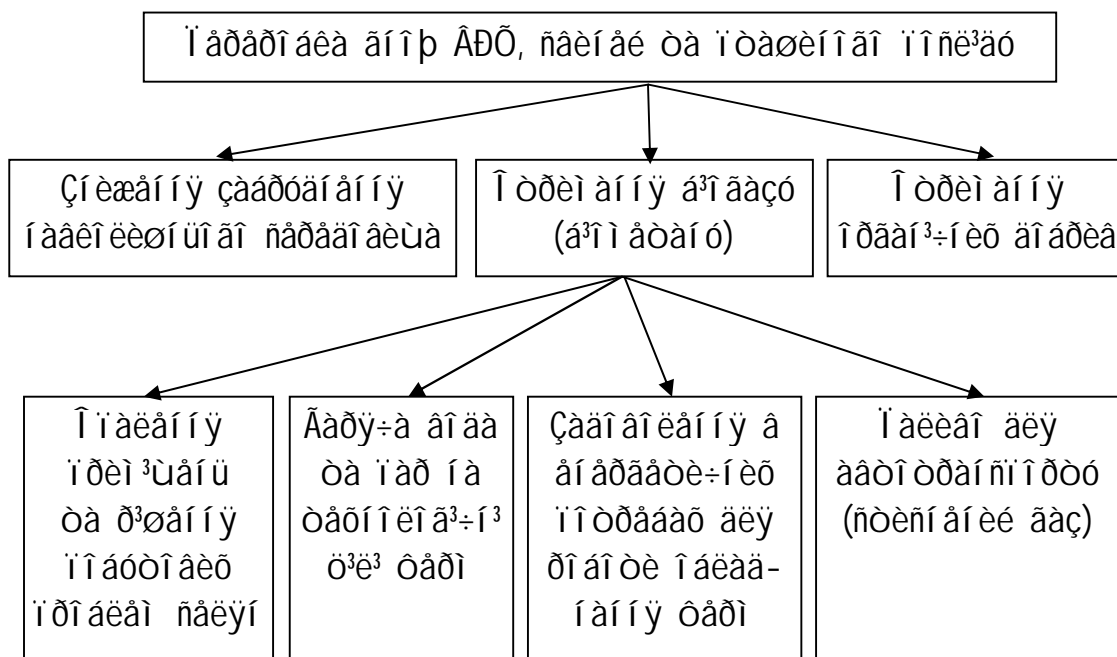 Ïåðåðîáêà ãíîþ ÂÐÕ, ñâèíåé òà ïòàøèíîãî ïîñë³äó
Çíèæåííÿ çàáðóäíåííÿ
íàâêîëèøíüîãî ñåðåäîâèùà
Îòðèìàííÿ á³îãàçó
(á³îìåòàíó)
Îòðèìàííÿ
îðãàí³÷íèõ äîáðèâ
Îïàëåííÿ
ïðèì³ùåíü
òà ð³øåííÿ
ïîáóòîâèõ
ïðîáëåì ñåëÿí
Ãàðÿ÷à âîäà
òà ïàð íà
òåõíîëîã³÷í³
ö³ë³ ôåðì
Çàäîâîëåííÿ â
åíåðãåòè÷íèõ
ïîòðåáàõ äëÿ
ðîáîòè îáëàä-
íàííÿ ôåðì
Ïàëèâî äëÿ
àâòîòðàíñïîðòó
(ñòèñíåíèé ãàç)